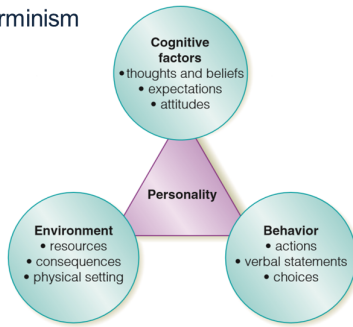 rminism
Cognitive
factors
• thoughts and beliefs
• expectations
• attitudes
Personality
Environment
• resources
• consequences
• physical setting
Behavior
• actions
• verbal statements
• choices